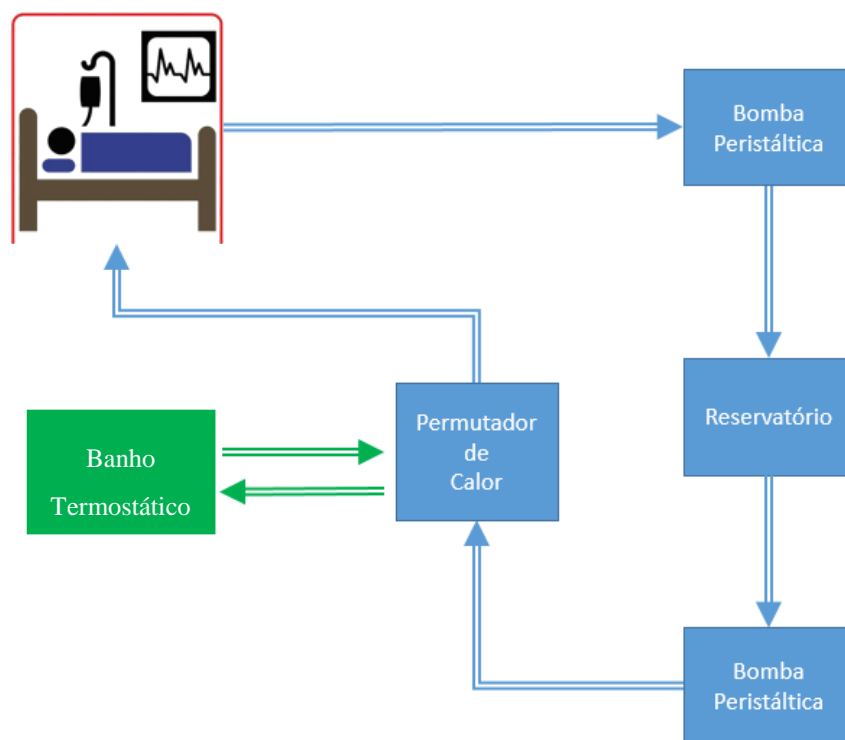 Bomba
Peristáltica
Reservatório
Permutador
de
Calor
Banho
Termostático
Bomba
Peristáltica